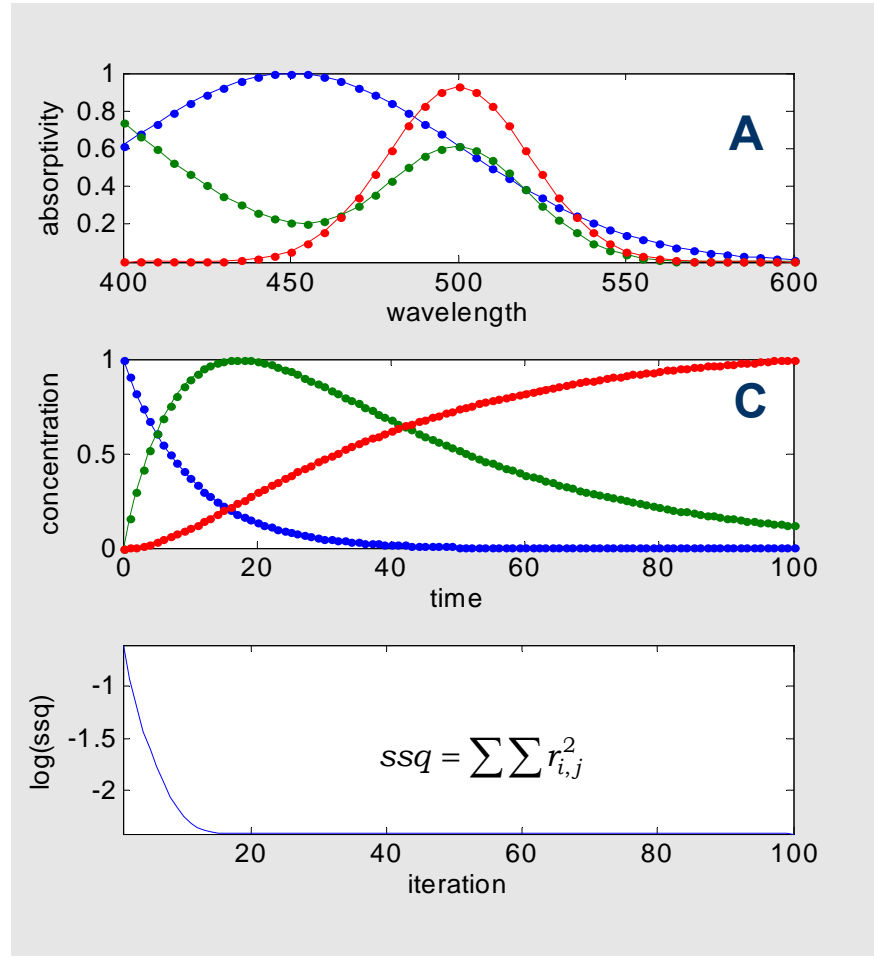 1
0.8
0.6
0.4
0.2
absorptivity
A
400 450 500 550 600
wavelength
1
0.5
0
concentration
C
0 20 40 60 80 100
time
-1
-1.5
-2
log(ssq)
ssq = ∑∑ r²ᵢ,ⱼ
20 40 60 80 100
iteration